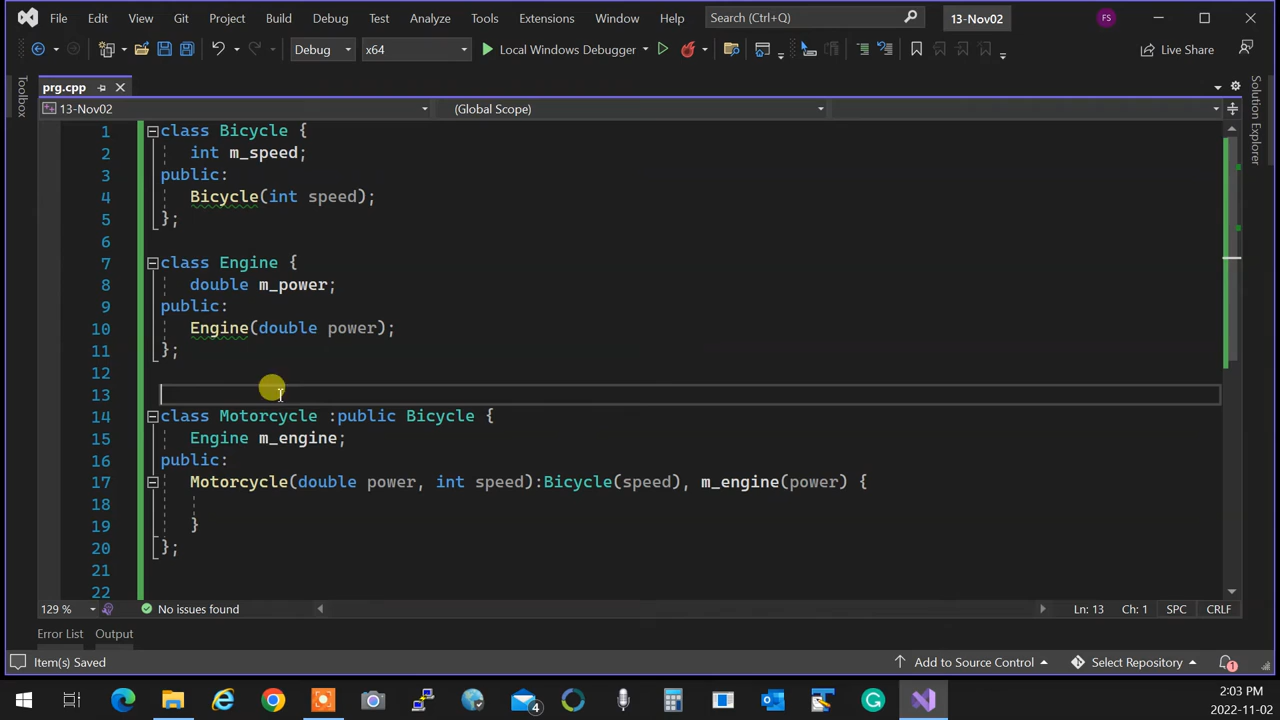 File Edit View Git Project Build Debug Test Analyze Tools Extensions Window Help Search (Ctrl+Q) 13-Nov02 FS
Debug x64 Local Windows Debugger Live Share
Toolbox
Solution Explorer
prg.cpp
13-Nov02 (Global Scope)
1 class Bicycle {
2 int m_speed;
3 public:
4 Bicycle(int speed);
5 };
6
7 class Engine {
8 double m_power;
9 public:
10 Engine(double power);
11 };
12
13
14 class Motorcycle :public Bicycle {
15 Engine m_engine;
16 public:
17 Motorcycle(double power, int speed):Bicycle(speed), m_engine(power) {
18
19 }
20 };
21
22
129 % No issues found Ln: 13 Ch: 1 SPC CRLF
Error List Output
Item(s) Saved Add to Source Control Select Repository 1
4
2:03 PM
2022-11-02